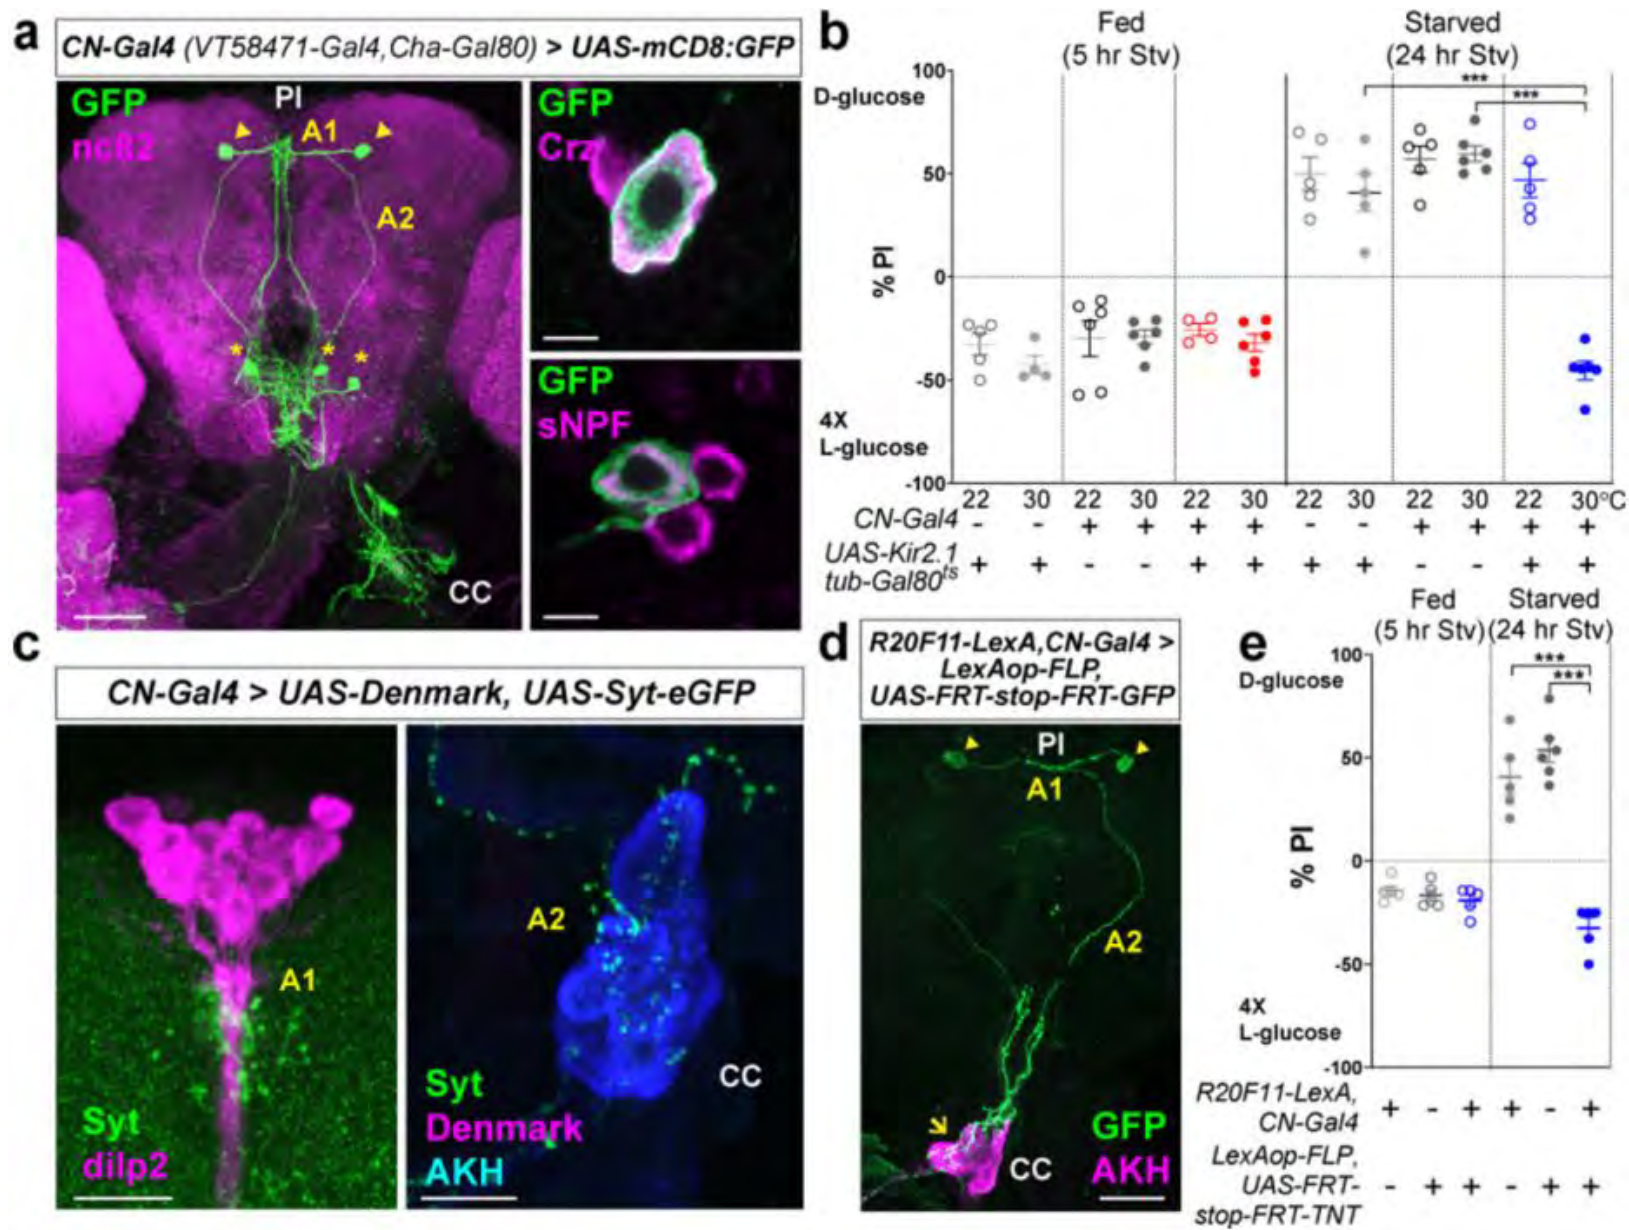 a
CN-Gal4 (VT58471-Gal4,Cha-Gal80) > UAS-mCD8:GFP
GFP
nc82
PI
A1
A2
*
*
*
CC
GFP
Crz
GFP
sNPF
b
Fed
(5 hr Stv)
Starved
(24 hr Stv)
***
***
D-glucose
% PI
4X
L-glucose
100
50
0
-50
-100
22 30 22 30 22 30 22 30 22 30 22 30°C
CN-Gal4 - - + + + + - - + + + +
UAS-Kir2.1
tub-Gal80ts + + - - + + + + - - + +
c
CN-Gal4 > UAS-Denmark, UAS-Syt-eGFP
A1
Syt
dilp2
A2
CC
Syt
Denmark
AKH
d
R20F11-LexA,CN-Gal4 >
LexAop-FLP,
UAS-FRT-stop-FRT-GFP
PI
A1
A2
CC
GFP
AKH
e
Fed
(5 hr Stv)
Starved
(24 hr Stv)
***
***
D-glucose
% PI
4X
L-glucose
100
50
0
-50
-100
R20F11-LexA,
CN-Gal4 + - + + - +
LexAop-FLP,
UAS-FRT-
stop-FRT-TNT - + + - + +